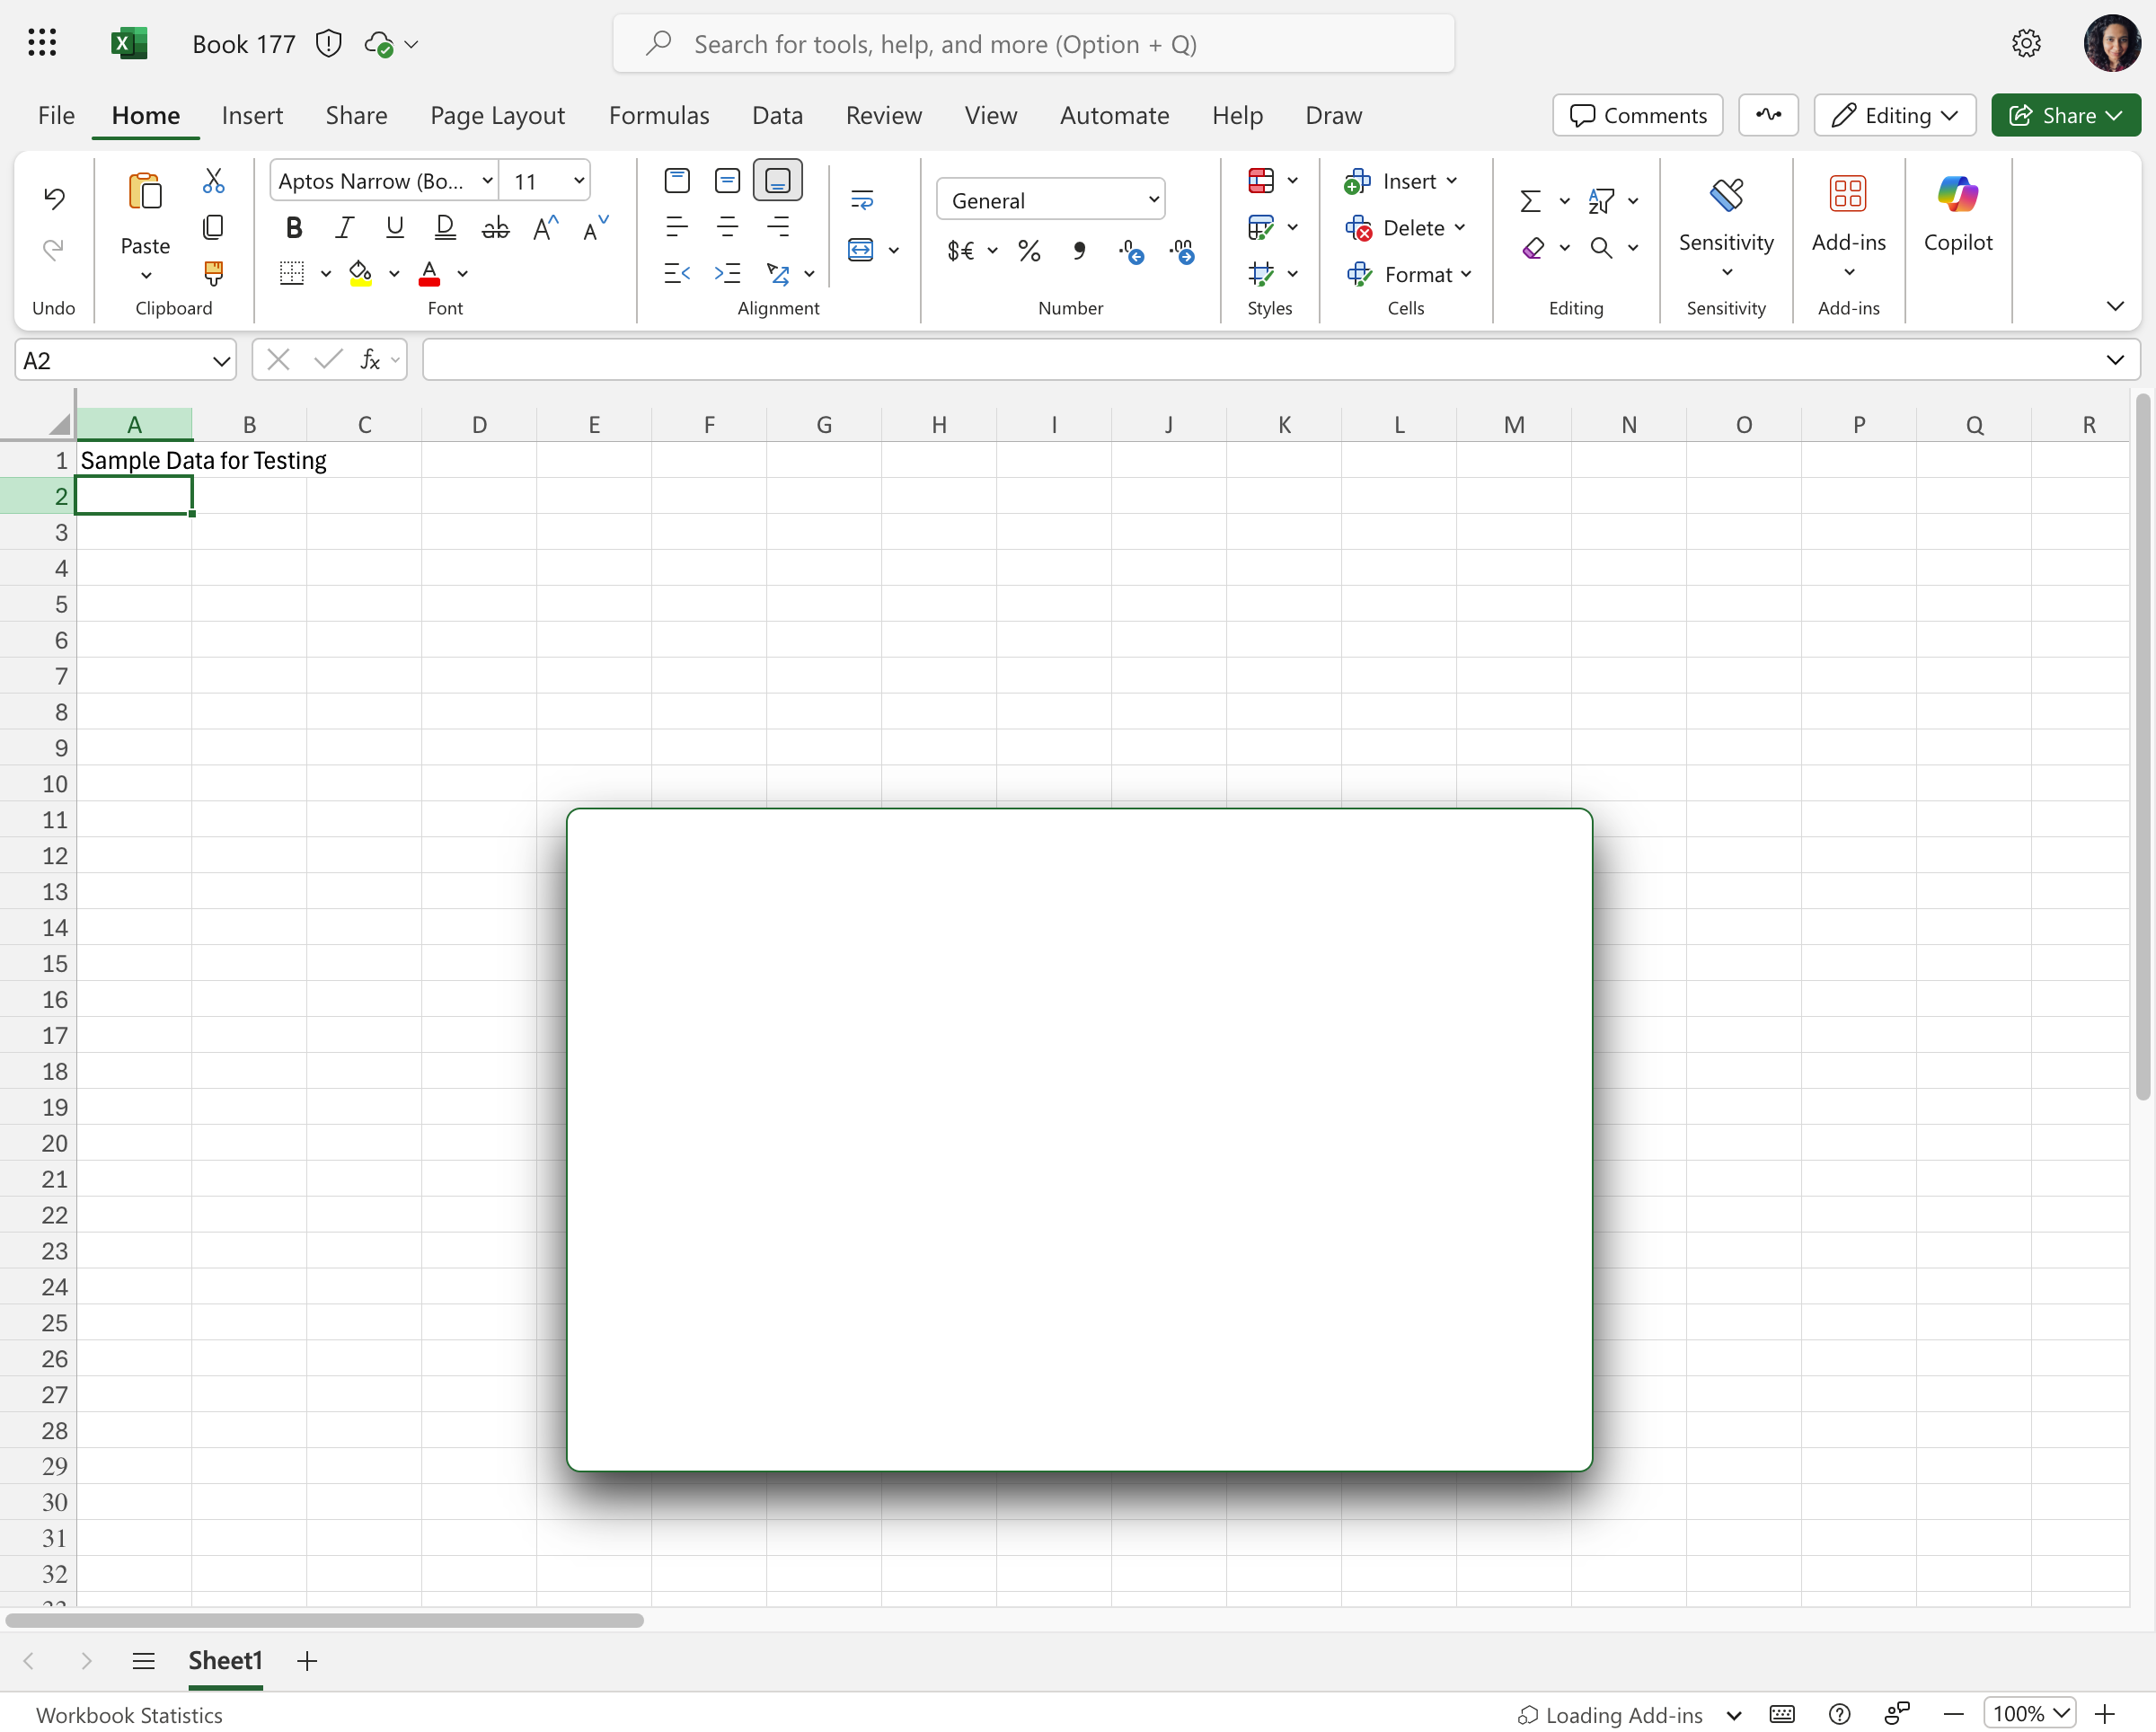 Book 177
Search for tools, help, and more (Option + Q)
File Home Insert Share Page Layout Formulas Data Review View Automate Help Draw
Comments Editing Share
Paste
Aptos Narrow (Bo... 11
B I U D ab A A
A
General
$€ % 9
Insert
Delete
Format
Sensitivity
Add-ins
Copilot
Undo Clipboard Font Alignment Number Styles Cells Editing Sensitivity Add-ins
A2
fx
A B C D E F G H I J K L M N O P Q R
1 Sample Data for Testing
2
3
4
5
6
7
8
9
10
11
12
13
14
15
16
17
18
19
20
21
22
23
24
25
26
27
28
29
30
31
32
Sheet1
Workbook Statistics
Loading Add-ins
100%